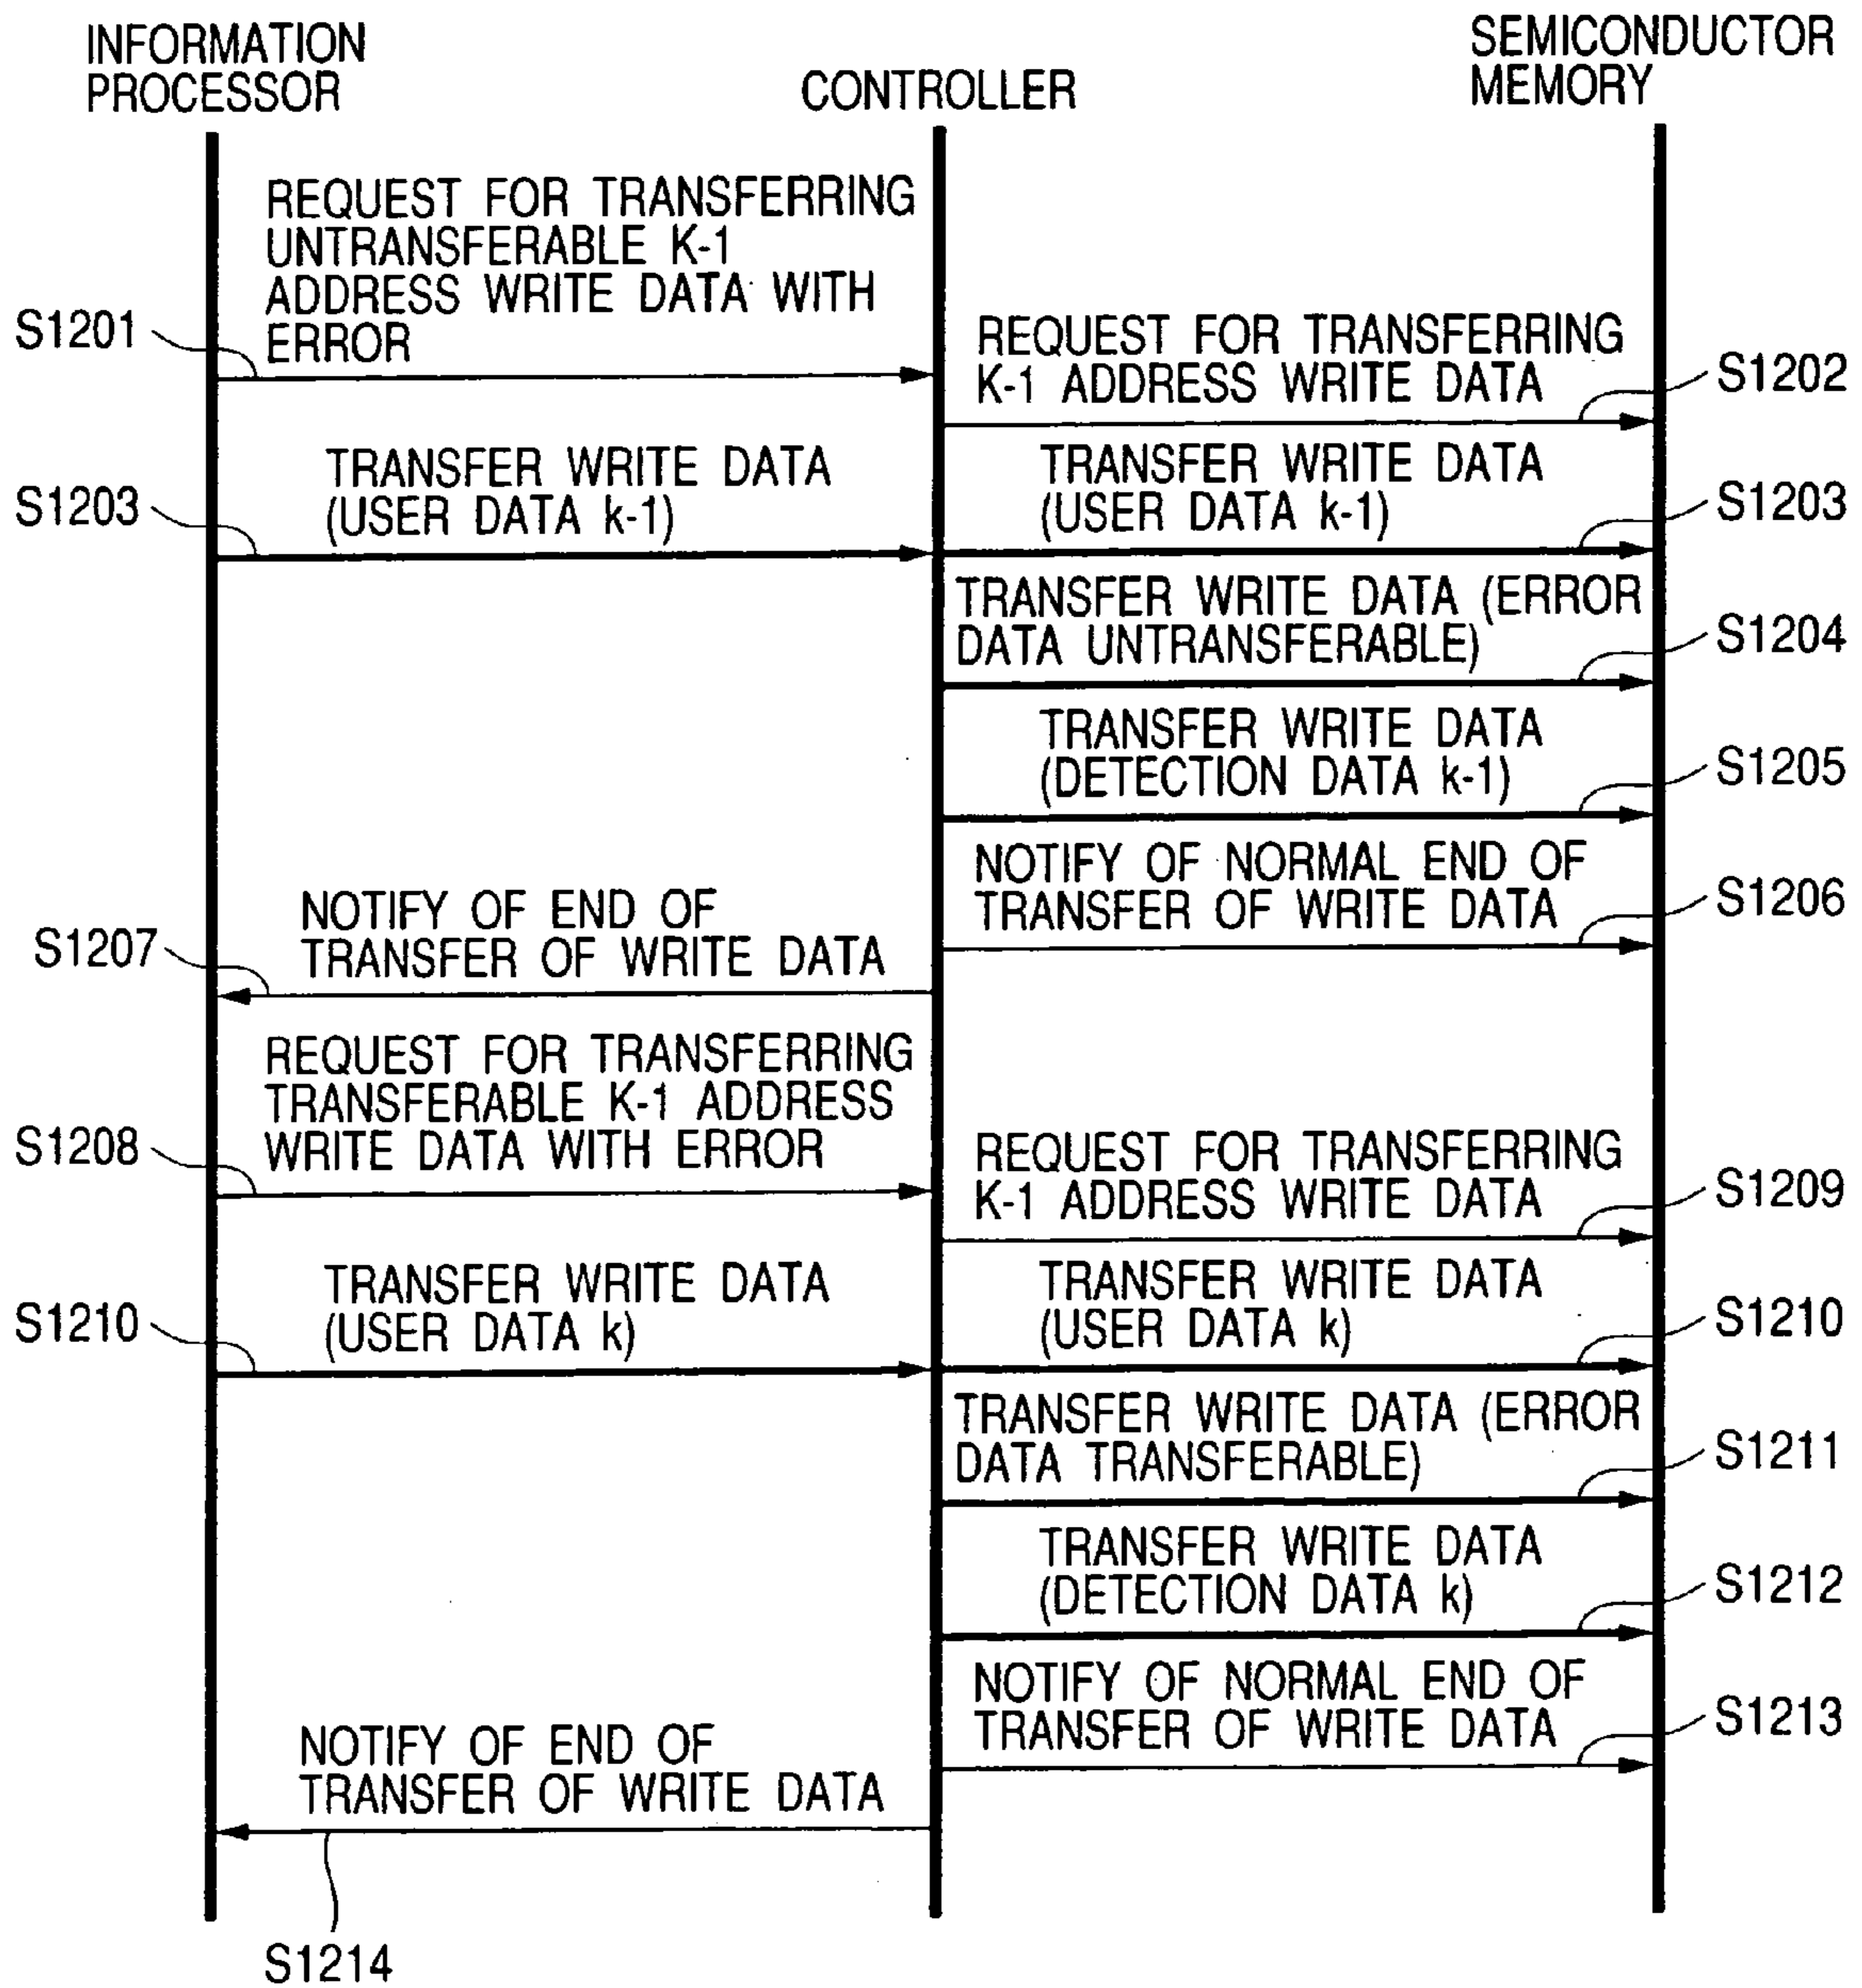 INFORMATION
PROCESSOR
CONTROLLER
SEMICONDUCTOR
MEMORY
REQUEST FOR TRANSFERRING
UNTRANSFERABLE K-1
ADDRESS WRITE DATA WITH
ERROR
S1201
REQUEST FOR TRANSFERRING
K-1 ADDRESS WRITE DATA
S1202
TRANSFER WRITE DATA
(USER DATA k-1)
S1203
TRANSFER WRITE DATA
(USER DATA k-1)
S1203
TRANSFER WRITE DATA (ERROR
DATA UNTRANSFERABLE)
S1204
TRANSFER WRITE DATA
(DETECTION DATA k-1)
S1205
NOTIFY OF NORMAL END OF
TRANSFER OF WRITE DATA
S1206
NOTIFY OF END OF
TRANSFER OF WRITE DATA
S1207
REQUEST FOR TRANSFERRING
TRANSFERABLE K-1 ADDRESS
WRITE DATA WITH ERROR
S1208
REQUEST FOR TRANSFERRING
K-1 ADDRESS WRITE DATA
S1209
TRANSFER WRITE DATA
(USER DATA k)
S1210
TRANSFER WRITE DATA
(USER DATA k)
S1210
TRANSFER WRITE DATA (ERROR
DATA TRANSFERABLE)
S1211
TRANSFER WRITE DATA
(DETECTION DATA k)
S1212
NOTIFY OF NORMAL END OF
TRANSFER OF WRITE DATA
S1213
NOTIFY OF END OF
TRANSFER OF WRITE DATA
S1214